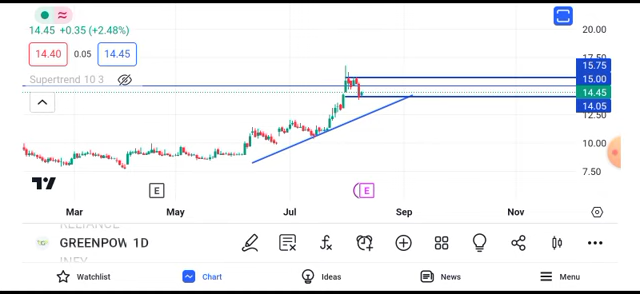 14.45 +0.35 (+2.48%)
20.00
14.40 0.05 14.45
17.50
15.75
Supertrend 10 3
15.00
14.45
14.05
12.50
10.00
7.50
E E
Mar May Jul Sep Nov
RELIANCE
GREENPOW 1D
Watchlist Chart Ideas News Menu